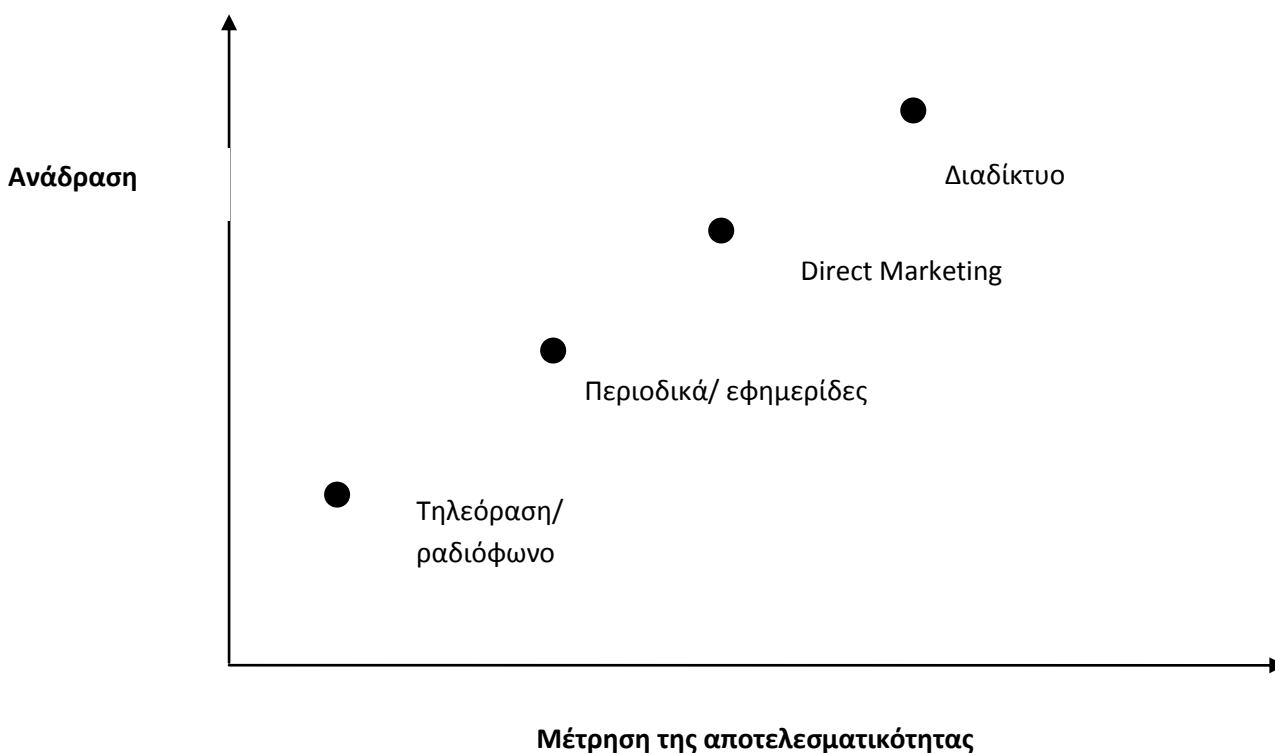 Ανάδραση
Διαδίκτυο
Direct Marketing
Περιοδικά/ εφημερίδες
Τηλεόραση/
ραδιόφωνο
Μέτρηση της αποτελεσματικότητας